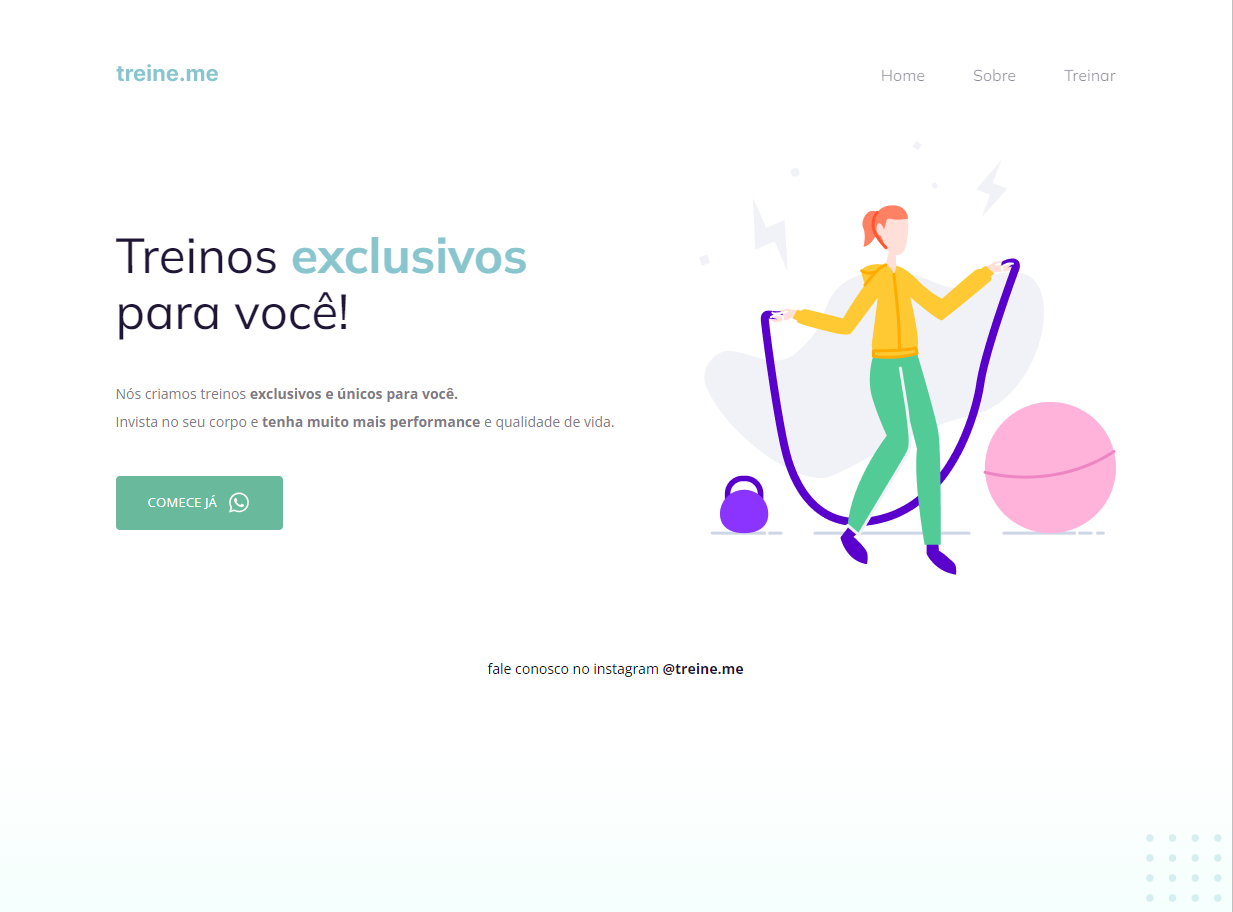 treine.me
Home Sobre Treinar
Treinos exclusivos
para você!
Nós criamos treinos exclusivos e únicos para você.
Invista no seu corpo e tenha muito mais performance e qualidade de vida.
COMECE JÁ
fale conosco no instagram @treine.me